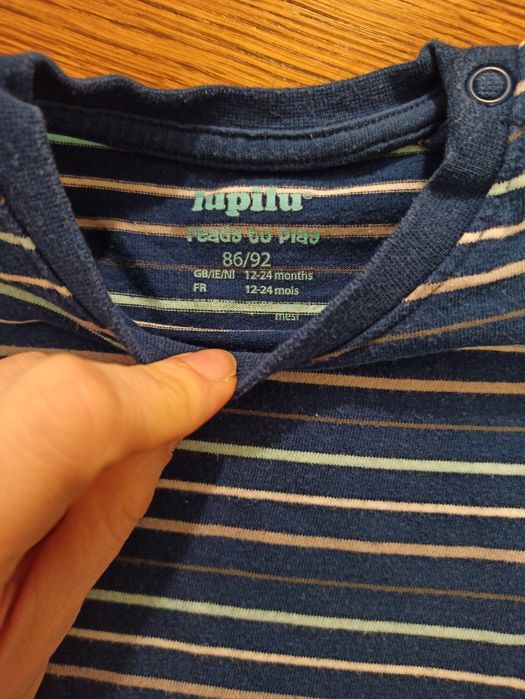 lupilu®
ready to play
86/92
GB/IE/NI 12-24 months
FR 12-24 mois
mesi